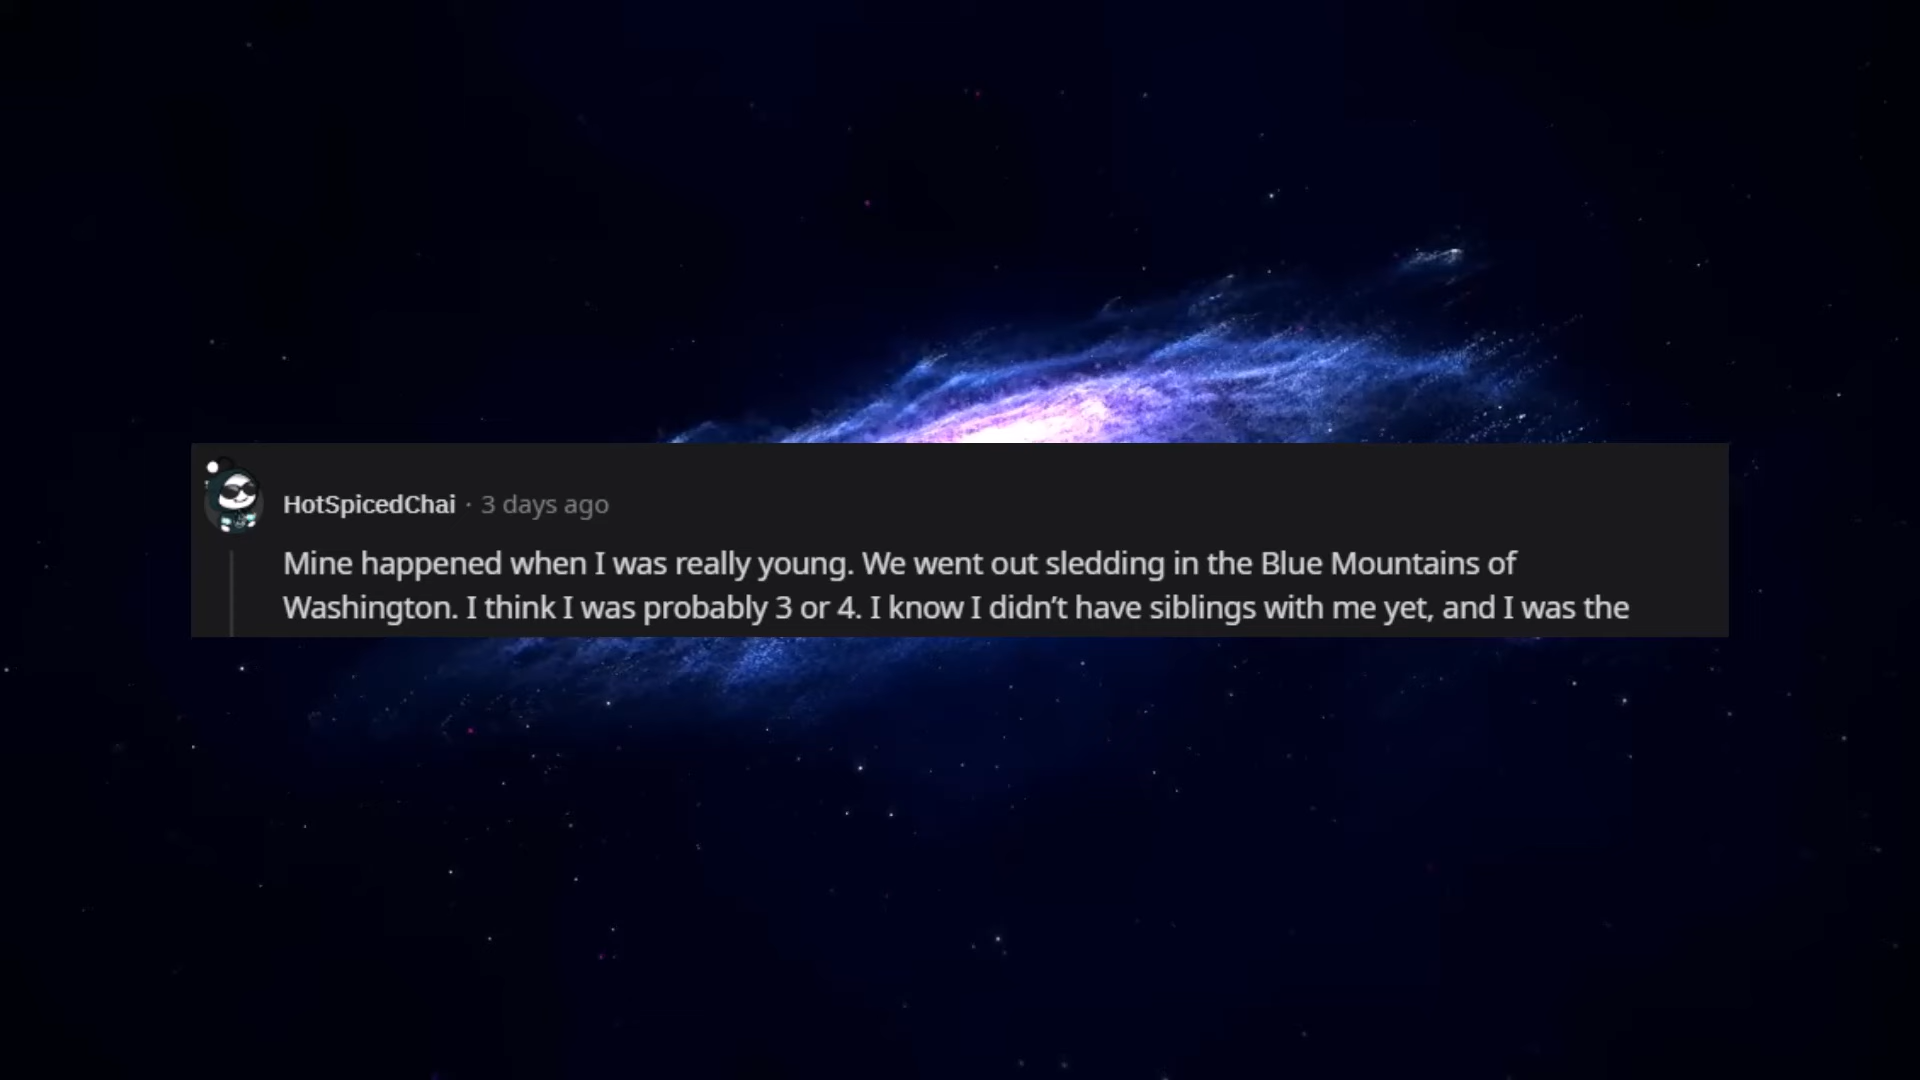 HotSpicedChai · 3 days ago
Mine happened when I was really young. We went out sledding in the Blue Mountains of
Washington. I think I was probably 3 or 4. I know I didn’t have siblings with me yet, and I was the